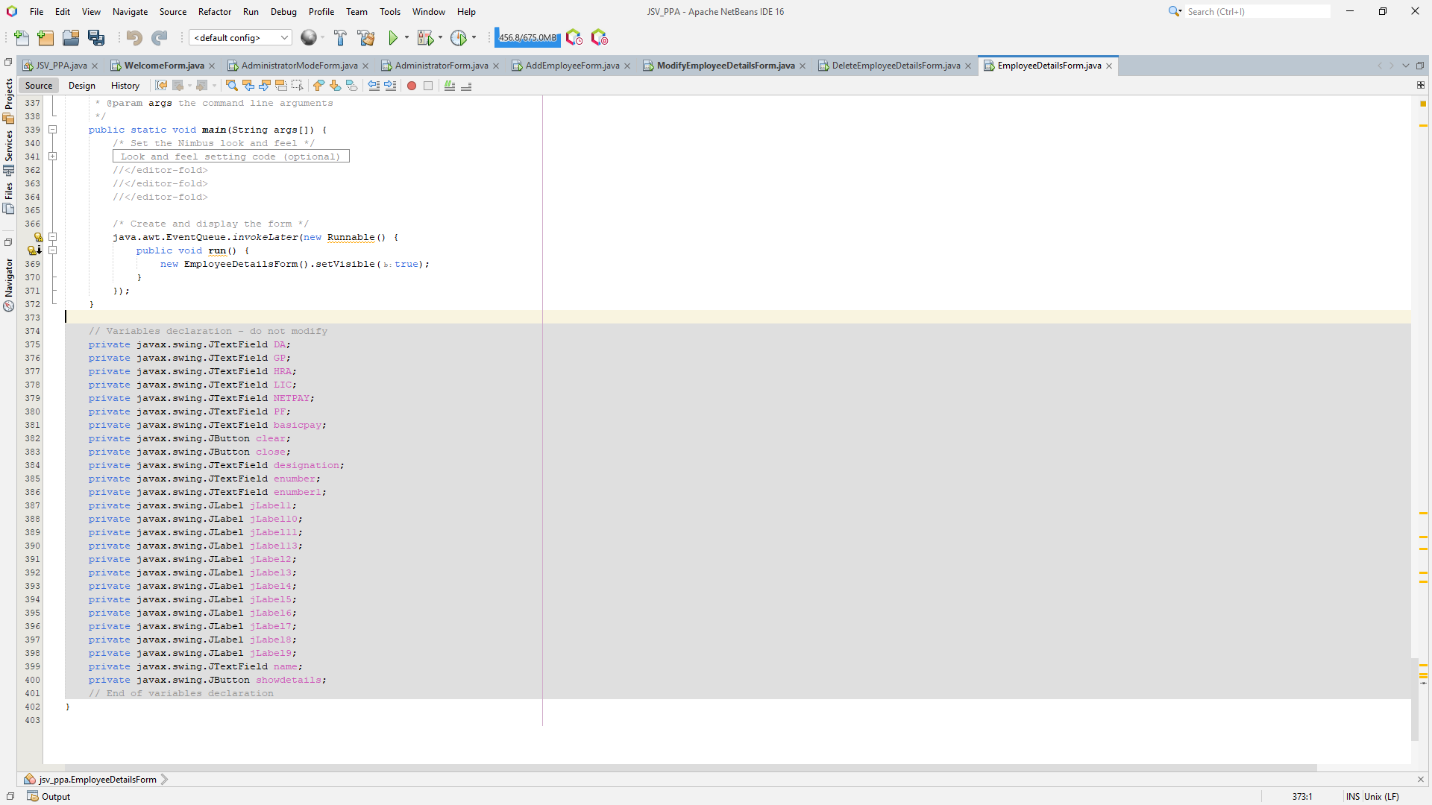 File Edit View Navigate Source Refactor Run Debug Profile Team Tools Window Help
JSV_PPA - Apache NetBeans IDE 16
Search (Ctrl+I)
<default config>
456.8/675.0MB
JSV_PPA.java
WelcomeForm.java
AdministratorModeForm.java
AdministratorForm.java
AddEmployeeForm.java
ModifyEmployeeDetailsForm.java
DeleteEmployeeDetailsForm.java
EmployeeDetailsForm.java
Source Design History
Projects
Services
Files
Navigator
337 * @param args the command line arguments
338 */
339 public static void main(String args[]) {
340 /* Set the Nimbus look and feel */
341 Look and feel setting code (optional)
362 //</editor-fold>
363 //</editor-fold>
364 //</editor-fold>
365
366 /* Create and display the form */
java.awt.EventQueue.invokeLater(new Runnable() {
public void run() {
369 new EmployeeDetailsForm().setVisible(b:true);
370 }
371 });
372 }
373
374 // Variables declaration - do not modify
375 private javax.swing.JTextField DA;
376 private javax.swing.JTextField GP;
377 private javax.swing.JTextField HRA;
378 private javax.swing.JTextField LIC;
379 private javax.swing.JTextField NETPAY;
380 private javax.swing.JTextField PF;
381 private javax.swing.JTextField basicpay;
382 private javax.swing.JButton clear;
383 private javax.swing.JButton close;
384 private javax.swing.JTextField designation;
385 private javax.swing.JTextField enumber;
386 private javax.swing.JTextField enumber1;
387 private javax.swing.JLabel jLabel1;
388 private javax.swing.JLabel jLabel10;
389 private javax.swing.JLabel jLabel11;
390 private javax.swing.JLabel jLabel13;
391 private javax.swing.JLabel jLabel2;
392 private javax.swing.JLabel jLabel3;
393 private javax.swing.JLabel jLabel4;
394 private javax.swing.JLabel jLabel5;
395 private javax.swing.JLabel jLabel6;
396 private javax.swing.JLabel jLabel7;
397 private javax.swing.JLabel jLabel8;
398 private javax.swing.JLabel jLabel9;
399 private javax.swing.JTextField name;
400 private javax.swing.JButton showdetails;
401 // End of variables declaration
402 }
403
jsv_ppa.EmployeeDetailsForm
Output
373:1 INS Unix (LF)